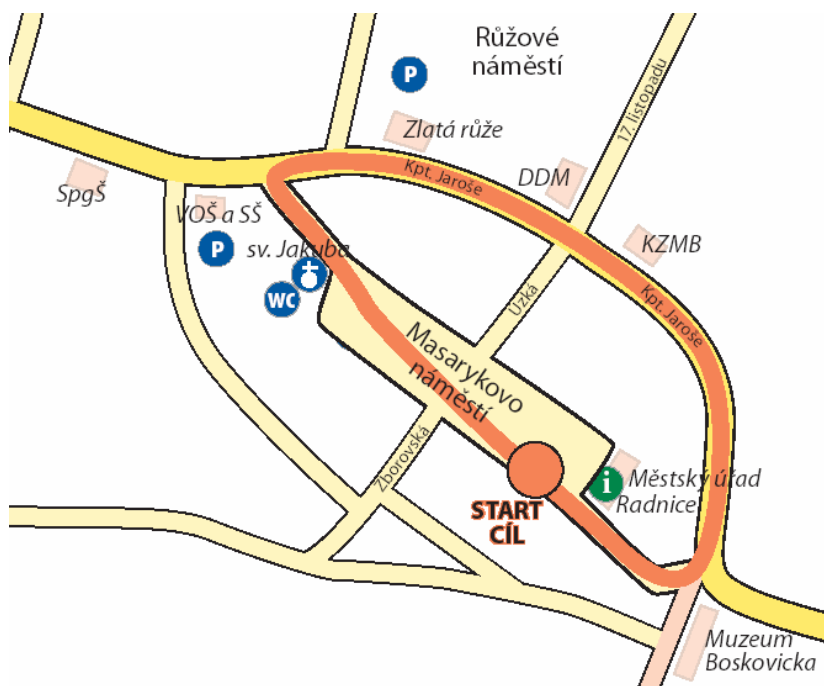 Růžové
náměstí
P
17. listopadu
Zlatá růže
Kpt. Jaroše
DDM
SpgŠ
VOŠ a SŠ
P
sv. Jakuba
WC
KZMB
Kpt. Jaroše
Úzká
Masarykovo
náměstí
Zborovská
START
CÍL
i
Městský úřad
Radnice
Muzeum
Boskovicka